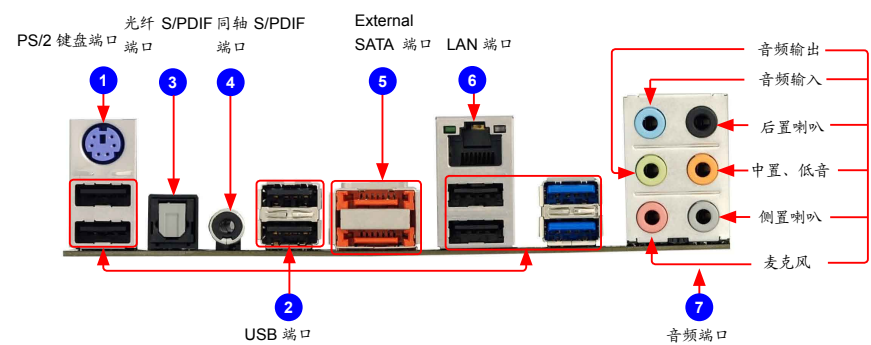 PS/2 键盘端口
光纤 S/PDIF
端口
同轴 S/PDIF
端口
External
SATA 端口
LAN 端口
1
3
4
5
6
音频输出
音频输入
后置喇叭
中置、低音
侧置喇叭
麦克风
2
USB 端口
7
音频端口